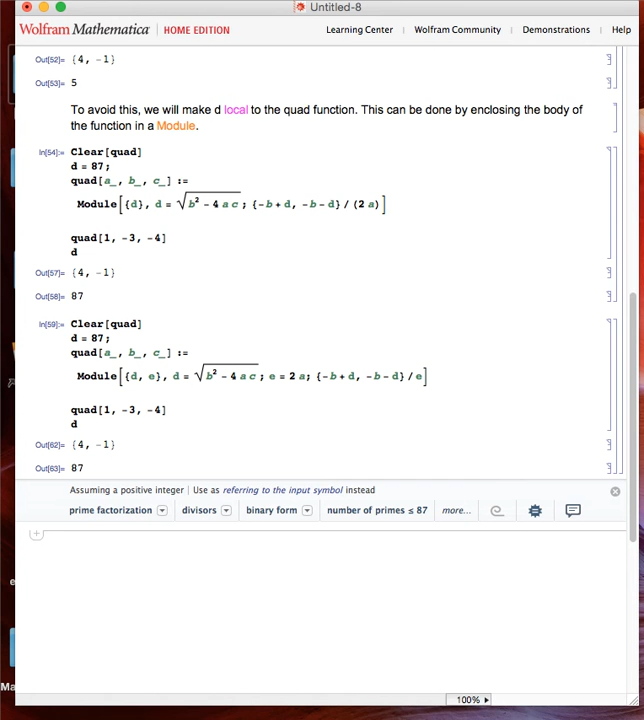 Untitled-8
Wolfram Mathematica | HOME EDITION Learning Center Wolfram Community Demonstrations Help
Out[52]= {4, -1}
Out[53]= 5
To avoid this, we will make d local to the quad function. This can be done by enclosing the body of
the function in a Module.
In[54]:= Clear[quad]
d = 87;
quad[a_, b_, c_] :=
Module[{d}, d = √b² - 4 a c; {-b + d, -b - d} / (2 a)]
quad[1, -3, -4]
d
Out[57]= {4, -1}
Out[58]= 87
In[59]:= Clear[quad]
d = 87;
quad[a_, b_, c_] :=
Module[{d, e}, d = √b² - 4 a c; e = 2 a; {-b + d, -b - d} / e]
quad[1, -3, -4]
d
Out[62]= {4, -1}
Out[63]= 87
Assuming a positive integer | Use as referring to the input symbol instead
prime factorization divisors binary form number of primes ≤ 87 more...
100%
e
Ma